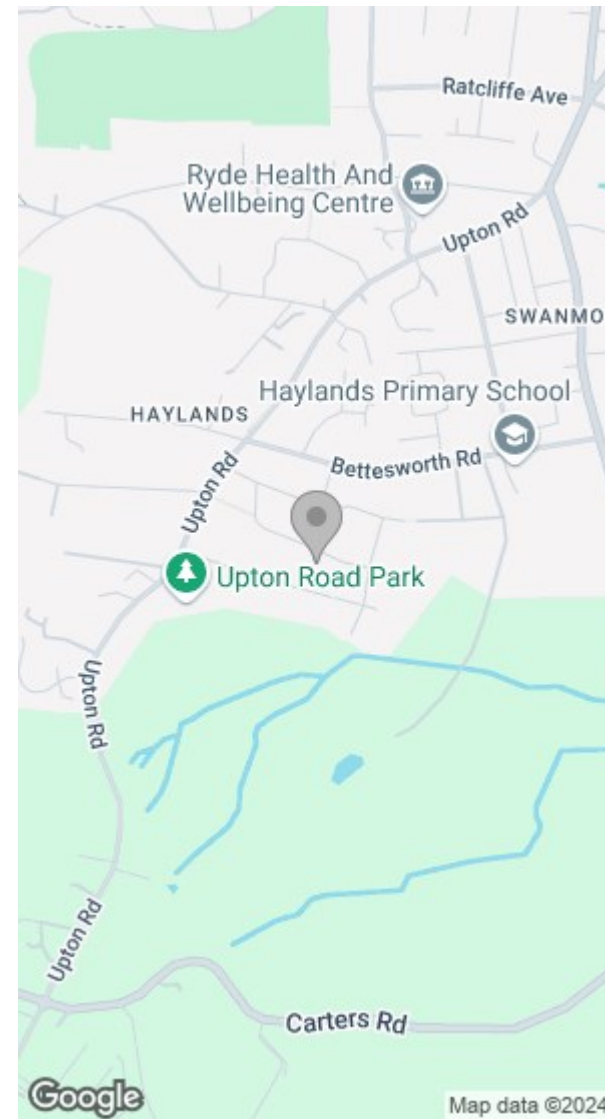 Ratcliffe Ave
Ryde Health And
Wellbeing Centre
Upton Rd
SWANMO
Haylands Primary School
HAYLANDS
Bettesworth Rd
Upton Rd
Upton Road Park
Upton Rd
Upton Rd
Carters Rd
Google
Map data ©2024